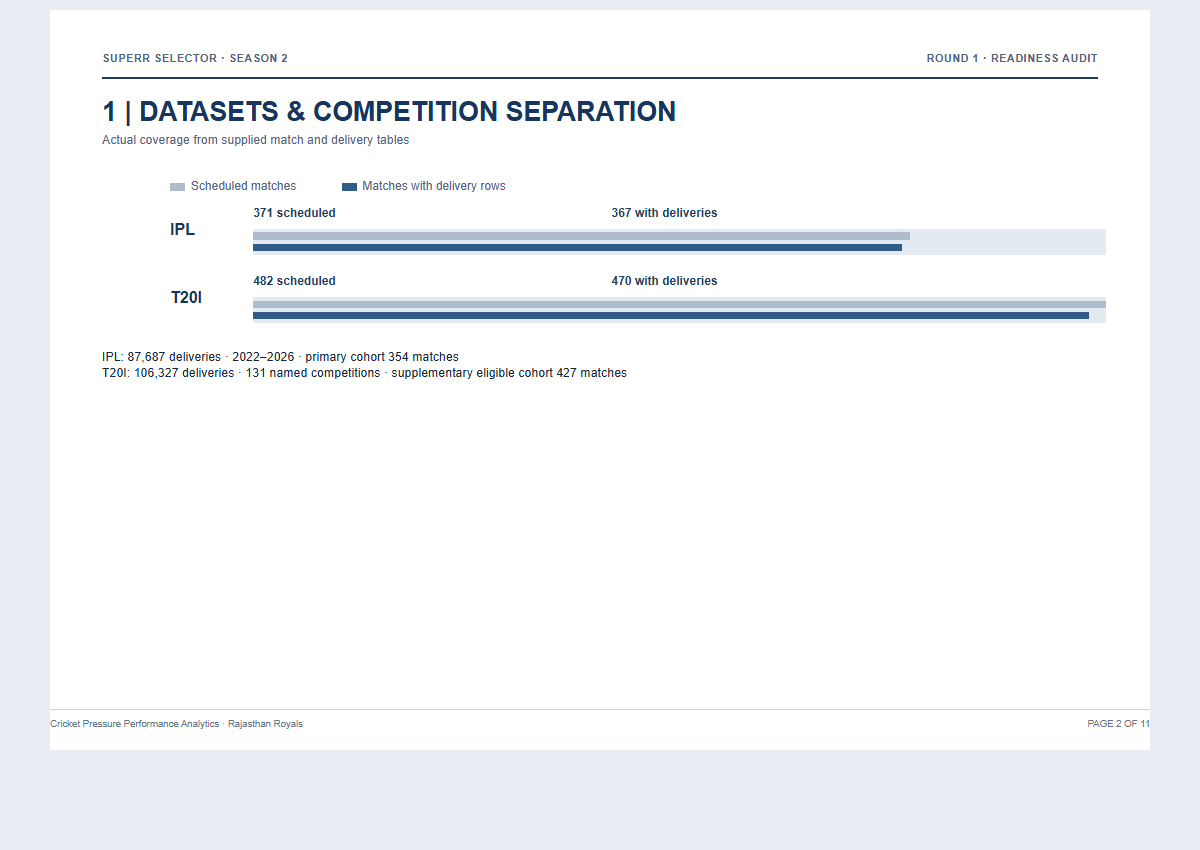 SUPERR SELECTOR · SEASON 2
ROUND 1 · READINESS AUDIT
1 | DATASETS & COMPETITION SEPARATION
Actual coverage from supplied match and delivery tables
Scheduled matches
Matches with delivery rows
371 scheduled
367 with deliveries
IPL
482 scheduled
470 with deliveries
T20I
IPL: 87,687 deliveries · 2022–2026 · primary cohort 354 matches
T20I: 106,327 deliveries · 131 named competitions · supplementary eligible cohort 427 matches
Cricket Pressure Performance Analytics · Rajasthan Royals
PAGE 2 OF 11